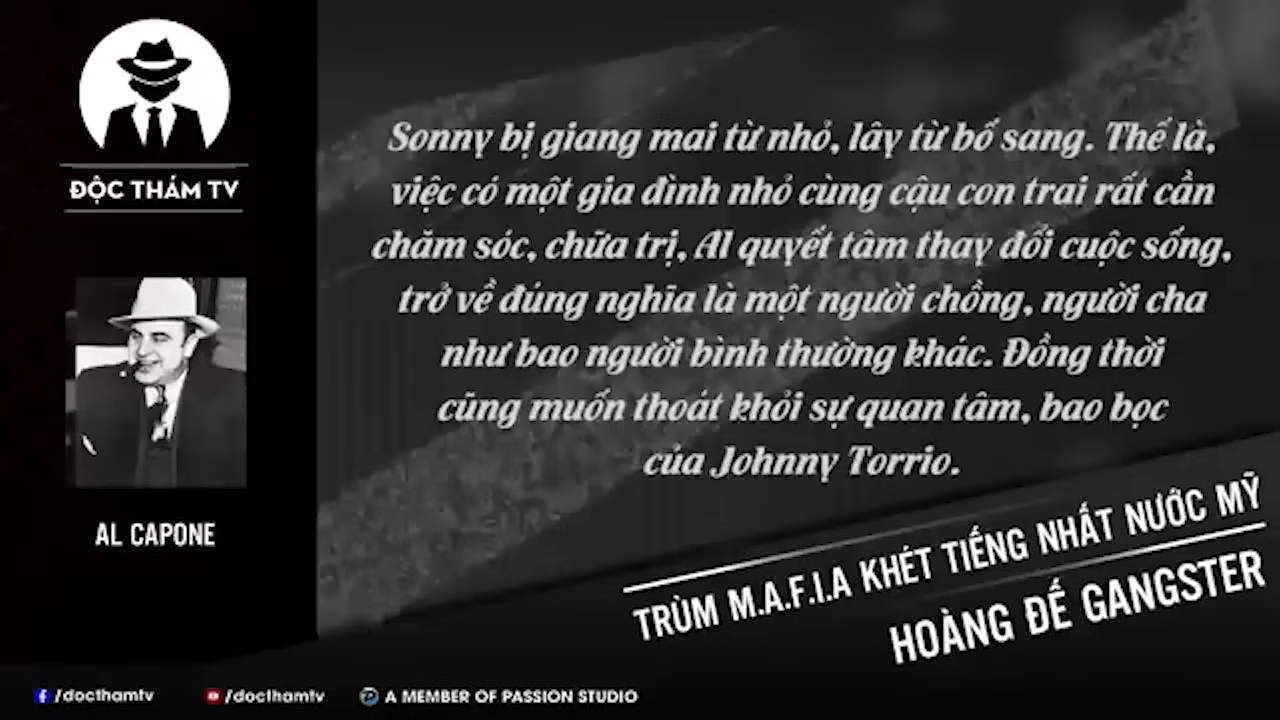 ĐỘC THÁM TV
AL CAPONE
Sonny bị giang mai từ nhỏ, lây từ bố sang. Thế là,
việc có một gia đình nhỏ cùng cậu con trai rất cần
chăm sóc, chữa trị, Al quyết tâm thay đổi cuộc sống,
trở về đúng nghĩa là một người chồng, người cha
như bao người bình thường khác. Đồng thời
cũng muốn thoát khỏi sự quan tâm, bao bọc
của Johnny Torrio.
TRÙM M.A.F.I.A KHÉT TIẾNG NHẤT NƯỚC MỸ
HOÀNG ĐẾ GANGSTER
/docthamtv
/docthamtv
A MEMBER OF PASSION STUDIO